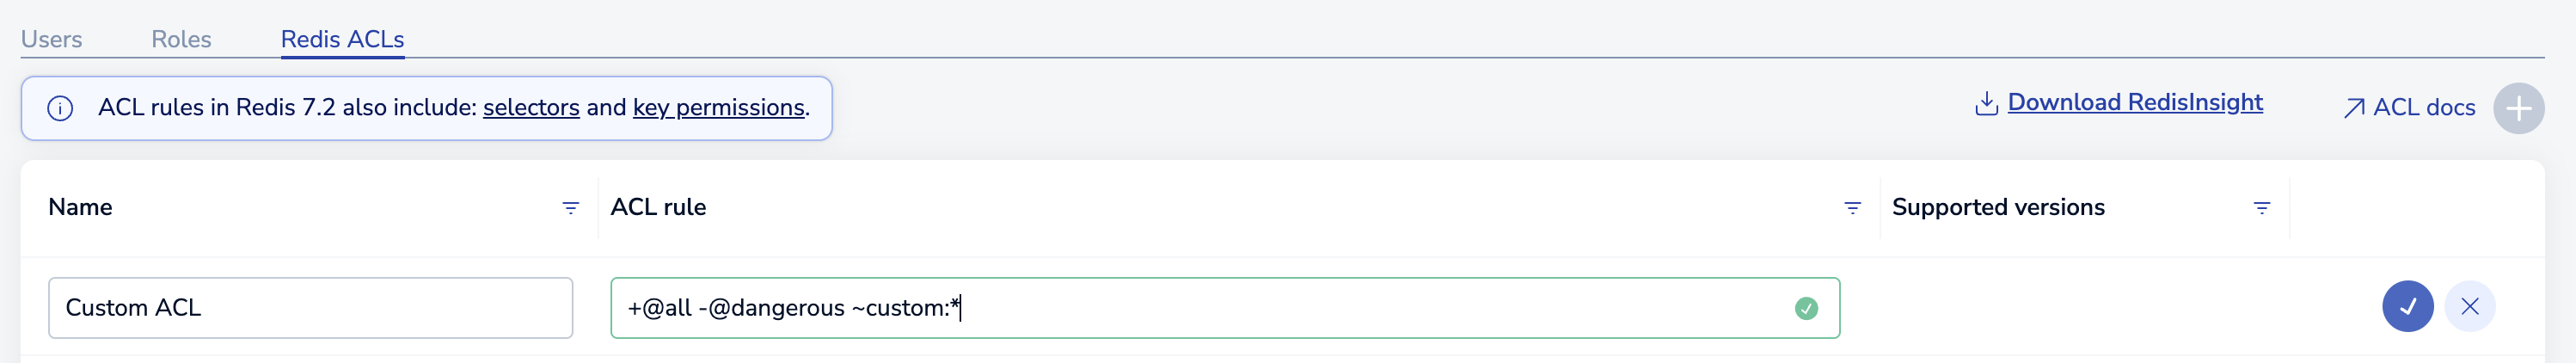 Users Roles Redis ACLs
ACL rules in Redis 7.2 also include: selectors and key permissions.
Download RedisInsight ACL docs
Name ACL rule Supported versions
Custom ACL +@all -@dangerous ~custom:*